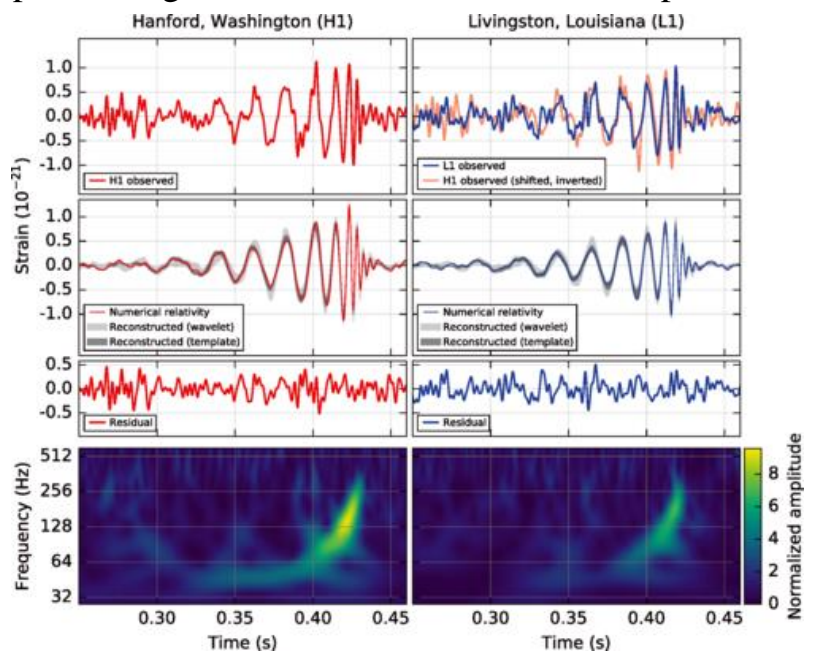 Hanford, Washington (H1)
Livingston, Louisiana (L1)
1.0
0.5
0.0
-0.5
-1.0
H1 observed
L1 observed
H1 observed (shifted, inverted)
Strain (10⁻²¹)
1.0
0.5
0.0
-0.5
-1.0
Numerical relativity
Reconstructed (wavelet)
Reconstructed (template)
Numerical relativity
Reconstructed (wavelet)
Reconstructed (template)
0.5
0.0
-0.5
Residual
Residual
Frequency (Hz)
512
256
128
64
32
0.30
0.35
0.40
0.45
Time (s)
0.30
0.35
0.40
0.45
Time (s)
8
6
4
2
0
Normalized amplitude